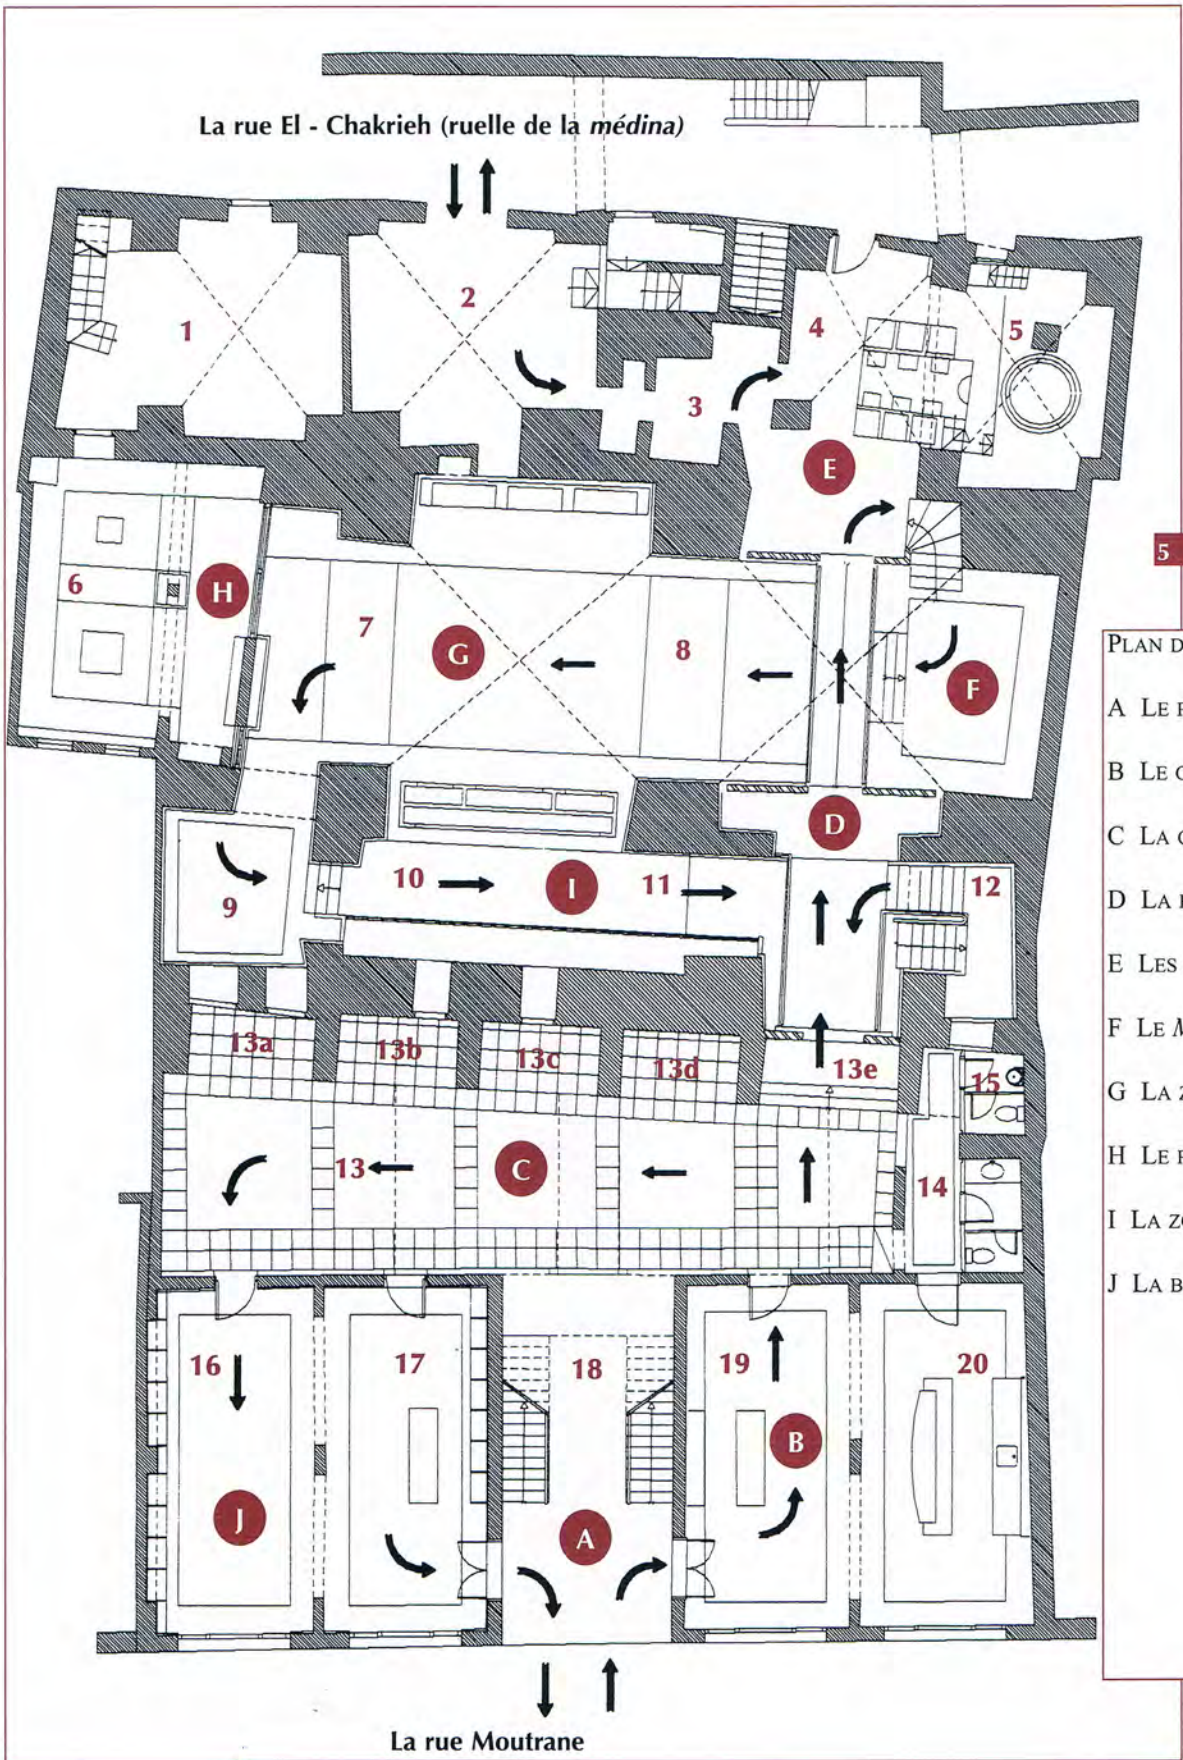 La rue El - Chakrieh (ruelle de la médina)
1
2
3
4
5
E
6
H
7
G
8
F
5
PLAN D
A LE
B LE
C LA
D LA
E LES
F LE
G LA
H LE
I LA
J LA B
D
9
10
I
11
12
13a
13b
13c
13d
13e
15
13
C
14
16
17
18
19
20
B
J
A
La rue Moutrane